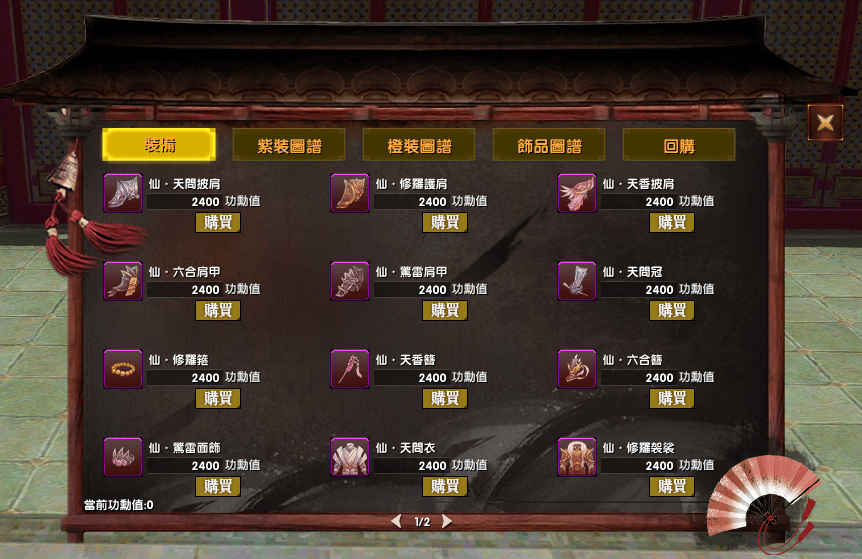 裝備 紫裝圖譜 橙裝圖譜 飾品圖譜 回購
仙·天問披肩 仙·修羅護肩 仙·天香披肩
2400 功勳值 2400 功勳值 2400 功勳值
購買 購買 購買
仙·六合肩甲 仙·驚雷肩甲 仙·天問冠
2400 功勳值 2400 功勳值 2400 功勳值
購買 購買 購買
仙·修羅箍 仙·天香簪 仙·六合簪
2400 功勳值 2400 功勳值 2400 功勳值
購買 購買 購買
仙·驚雷面飾 仙·天問衣 仙·修羅袈裟
2400 功勳值 2400 功勳值 2400 功勳值
購買 購買 購買
當前功勳值:0
1/2